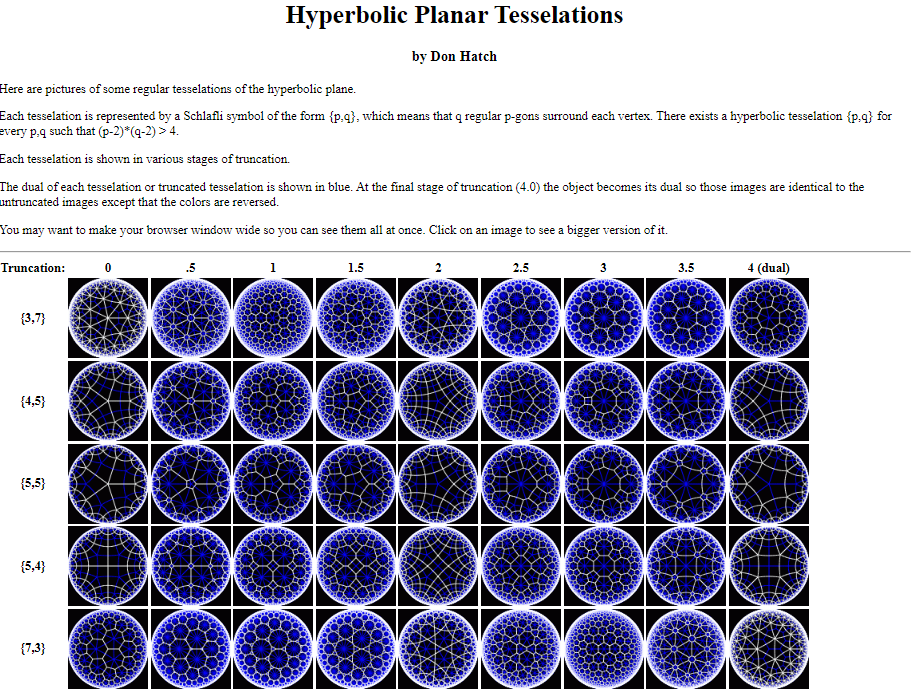 Hyperbolic Planar Tesselations
by Don Hatch
Here are pictures of some regular tesselations of the hyperbolic plane.
Each tesselation is represented by a Schlafli symbol of the form {p,q}, which means that q regular p-gons surround each vertex. There exists a hyperbolic tesselation {p,q} for
every p,q such that (p-2)*(q-2) > 4.
Each tesselation is shown in various stages of truncation.
The dual of each tesselation or truncated tesselation is shown in blue. At the final stage of truncation (4.0) the object becomes its dual so those images are identical to the
untruncated images except that the colors are reversed.
You may want to make your browser window wide so you can see them all at once. Click on an image to see a bigger version of it.
Truncation: 0 .5 1 1.5 2 2.5 3 3.5 4 (dual)
{3,7}
{4,5}
{5,5}
{5,4}
{7,3}